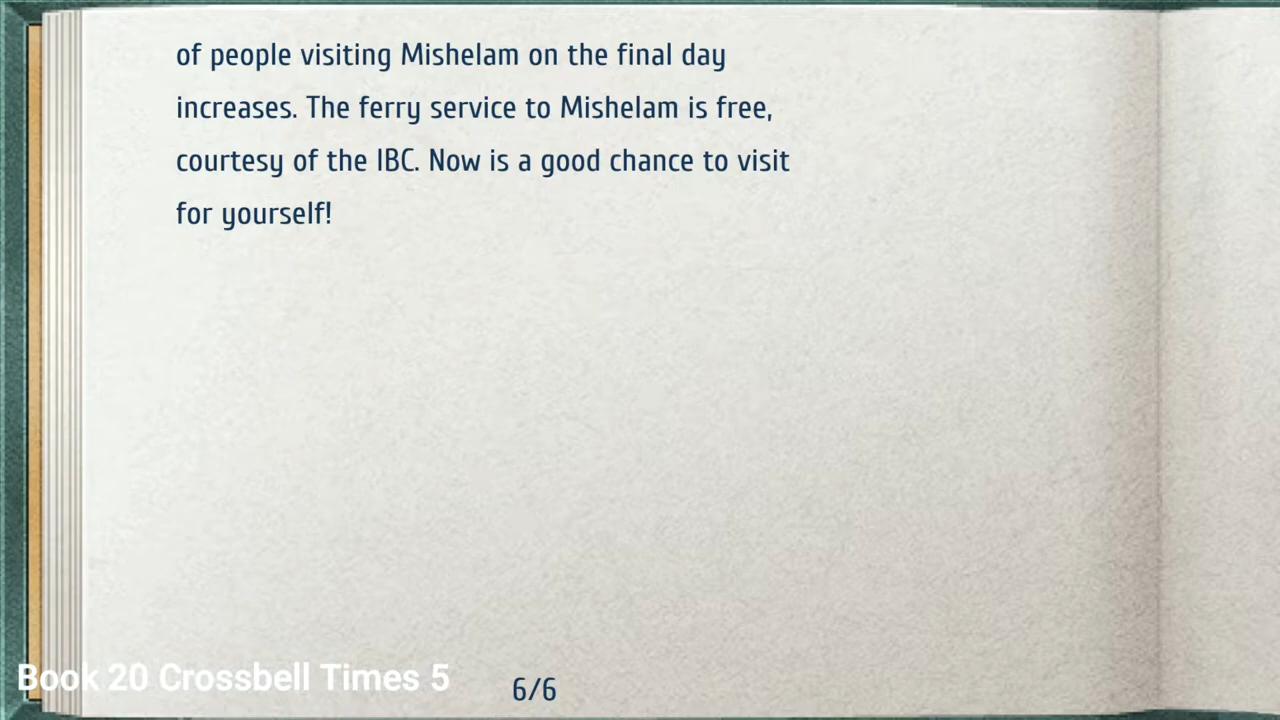 of people visiting Mishelam on the final day
increases. The ferry service to Mishelam is free,
courtesy of the IBC. Now is a good chance to visit
for yourself!
Book 20 Crossbell Times 5
6/6